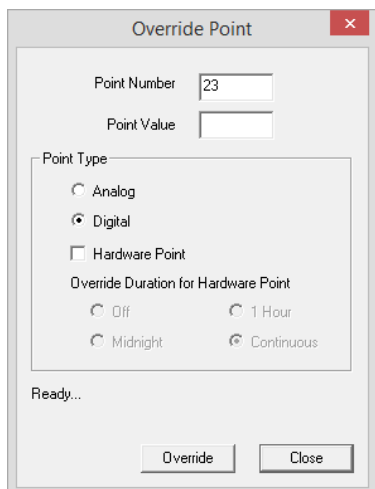 Override Point
Point Number 23
Point Value
Point Type
Analog
Digital
Hardware Point
Override Duration for Hardware Point
Off 1 Hour
Midnight Continuous
Ready...
Override Close